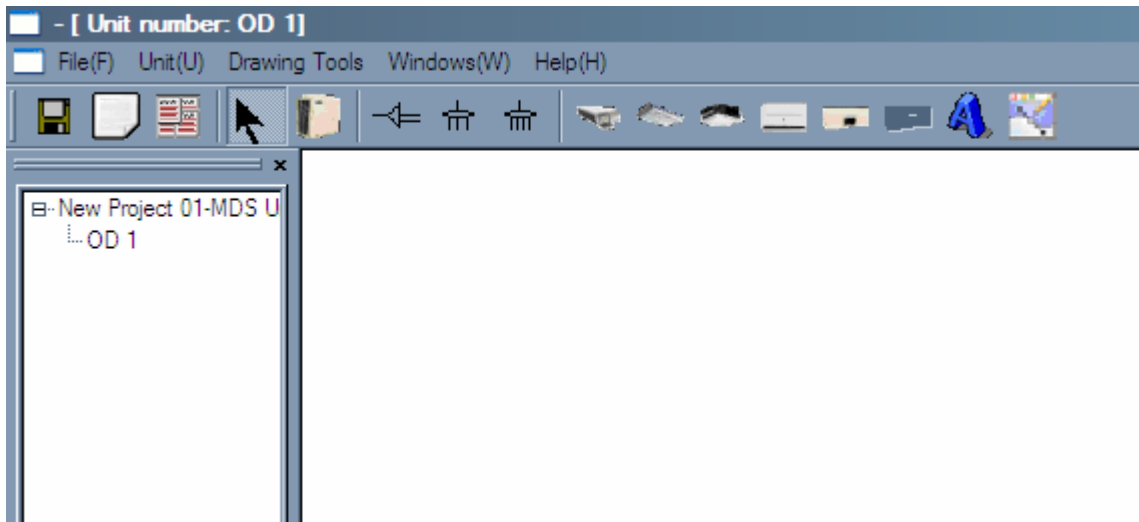 - [ Unit number: OD 1]
File(F) Unit(U) Drawing Tools Windows(W) Help(H)
New Project 01-MDS U
OD 1